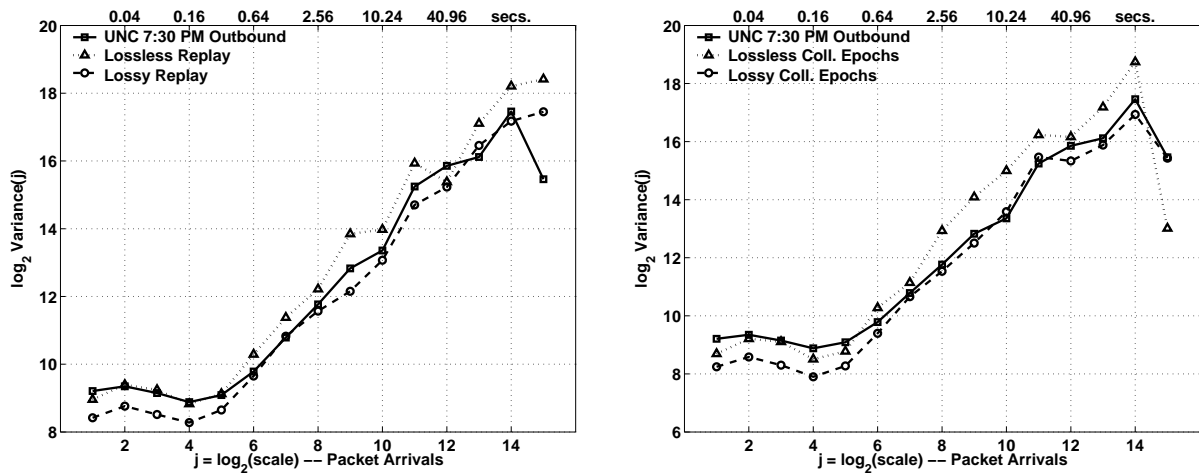 0.04 0.16 0.64 2.56 10.24 40.96 secs.
20
18
16
14
12
10
8
log2 Variance(j)
UNC 7:30 PM Outbound
Lossless Replay
Lossy Replay
2 4 6 8 10 12 14
j = log2(scale) −− Packet Arrivals
0.04 0.16 0.64 2.56 10.24 40.96 secs.
20
18
16
14
12
10
8
6
log2 Variance(j)
UNC 7:30 PM Outbound
Lossless Coll. Epochs
Lossy Coll. Epochs
2 4 6 8 10 12 14
j = log2(scale) −− Packet Arrivals